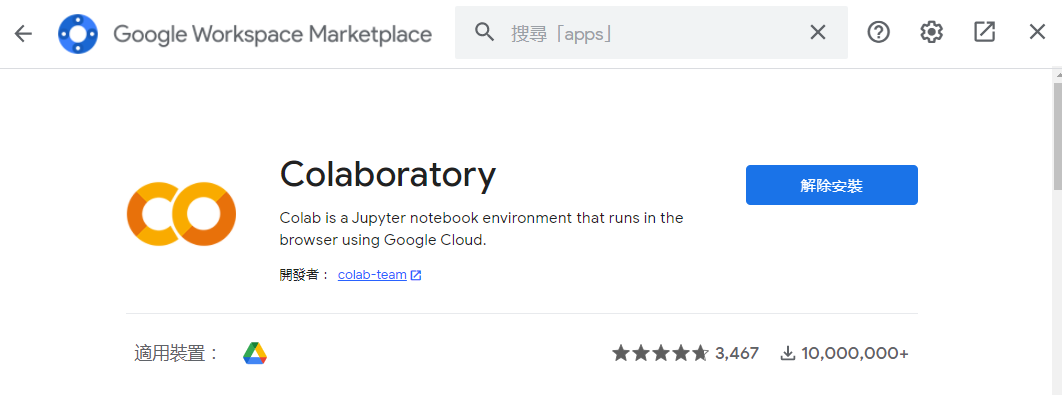 Google Workspace Marketplace
搜尋「apps」
Colaboratory
解除安裝
Colab is a Jupyter notebook environment that runs in the
browser using Google Cloud.
開發者： colab-team
適用裝置：
3,467
10,000,000+